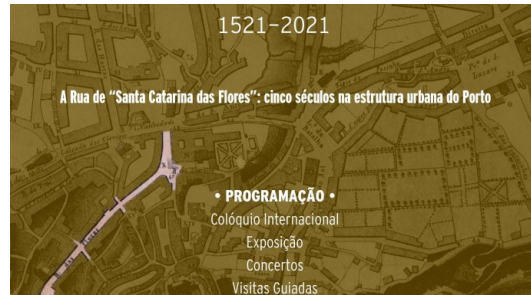 1521-2021
A Rua de “Santa Catarina das Flores”: cinco séculos na estrutura urbana do Porto
• PROGRAMAÇÃO •
Colóquio Internacional
Exposição
Concertos
Visitas Guiadas